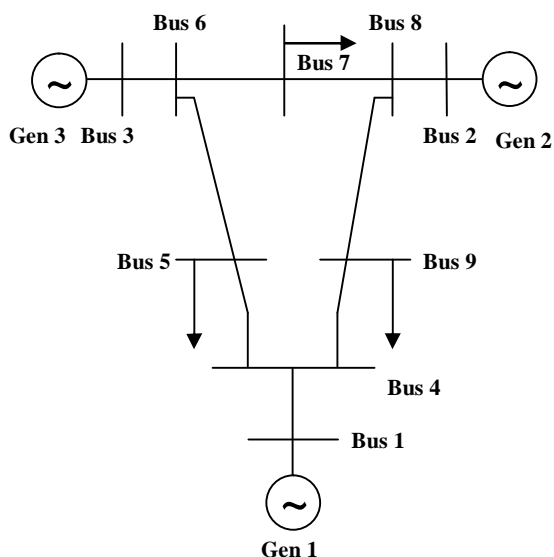 Bus 6
Bus 8
Bus 7
~
~
Gen 3
Bus 3
Bus 2
Gen 2
Bus 5
Bus 9
Bus 4
Bus 1
~
Gen 1